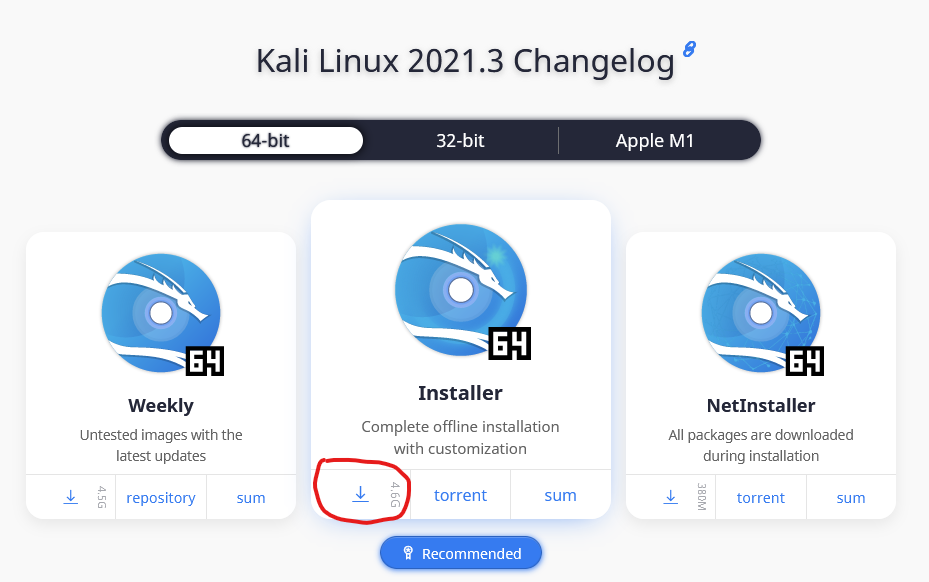 Kali Linux 2021.3 Changelog
64-bit 32-bit Apple M1
64
Weekly
Untested images with the
latest updates
4.5G repository sum
64
Installer
Complete offline installation
with customization
4.6G torrent sum
Recommended
64
NetInstaller
All packages are downloaded
during installation
380M torrent sum